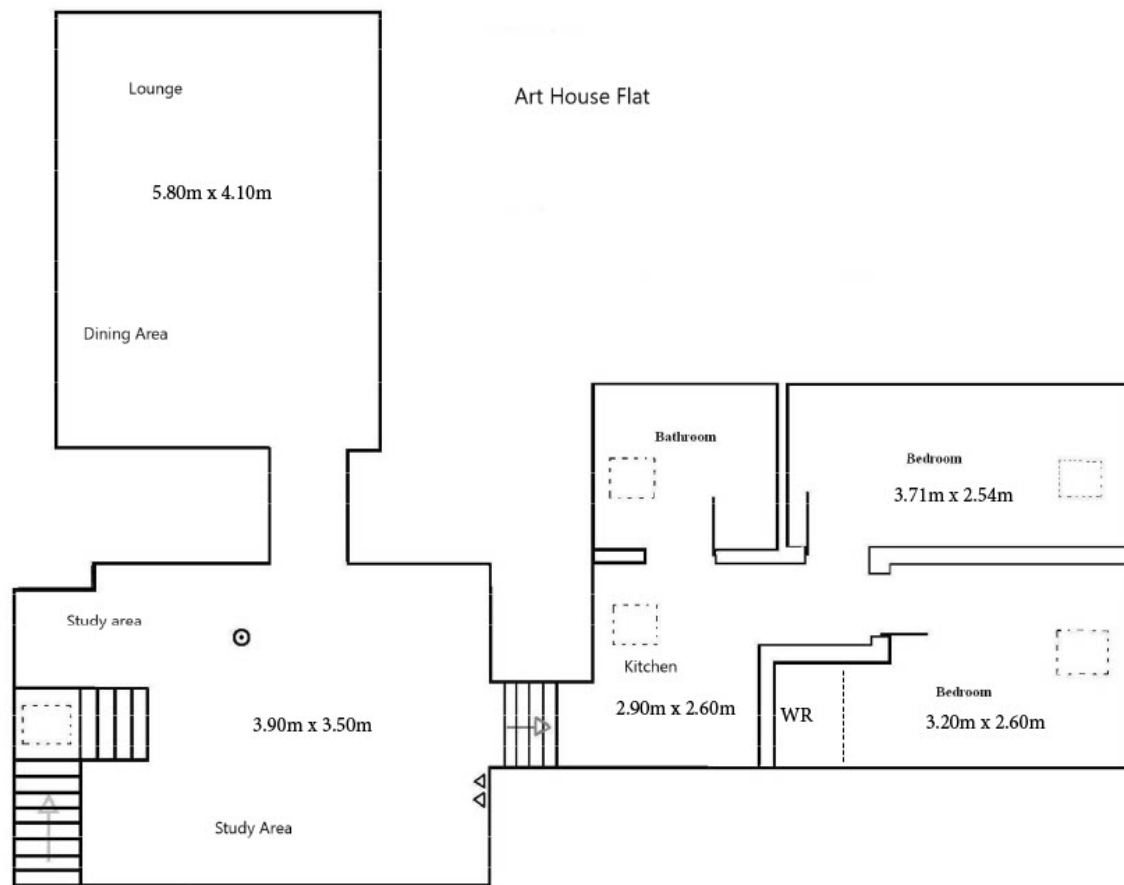 Lounge
Art House Flat
5.80m x 4.10m
Dining Area
Bathroom
Bedroom
3.71m x 2.54m
Study area
Kitchen
2.90m x 2.60m
WR
Bedroom
3.20m x 2.60m
3.90m x 3.50m
Study Area